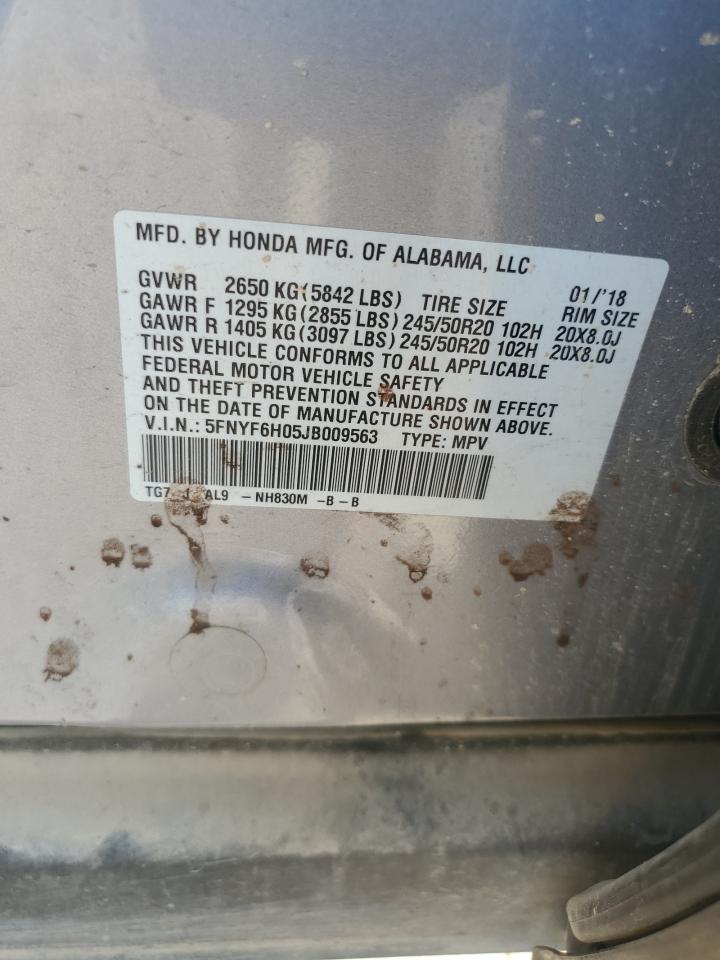 MFD. BY HONDA MFG. OF ALABAMA, LLC
GVWR 2650 KG (5842 LBS) TIRE SIZE 01/'18 RIM SIZE
GAWR F 1295 KG (2855 LBS) 245/50R20 102H 20X8.0J
GAWR R 1405 KG (3097 LBS) 245/50R20 102H 20X8.0J
THIS VEHICLE CONFORMS TO ALL APPLICABLE
FEDERAL MOTOR VEHICLE SAFETY
AND THEFT PREVENTION STANDARDS IN EFFECT
ON THE DATE OF MANUFACTURE SHOWN ABOVE.
V.I.N.: 5FNYF6H05JB009563 TYPE: MPV
AL9 -NH830M -B-B